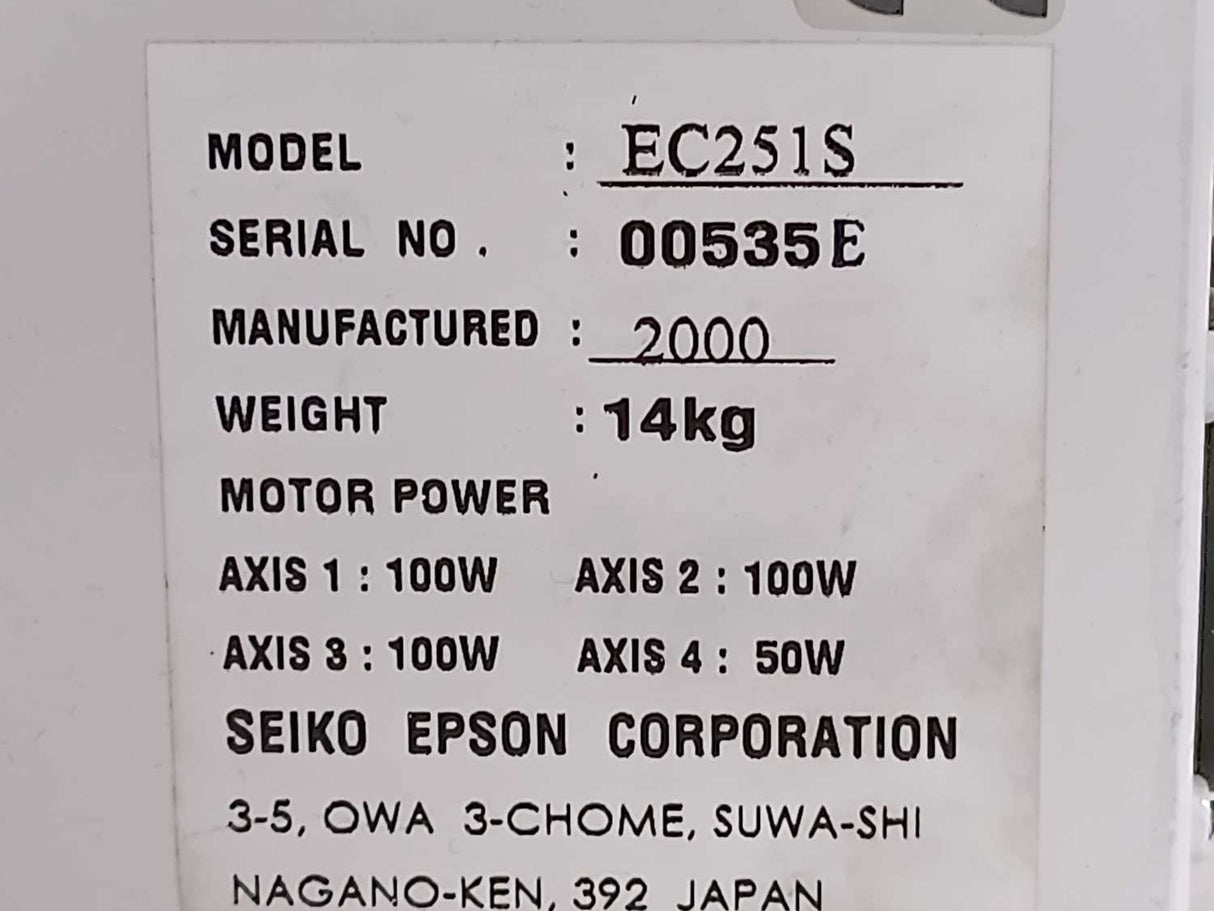 MODEL : EC251S
SERIAL NO. : 00535E
MANUFACTURED : 2000
WEIGHT : 14kg
MOTOR POWER
AXIS 1 : 100W AXIS 2 : 100W
AXIS 3 : 100W AXIS 4 : 50W
SEIKO EPSON CORPORATION
3-5, OWA 3-CHOME, SUWA-SHI
NAGANO-KEN, 392 JAPAN